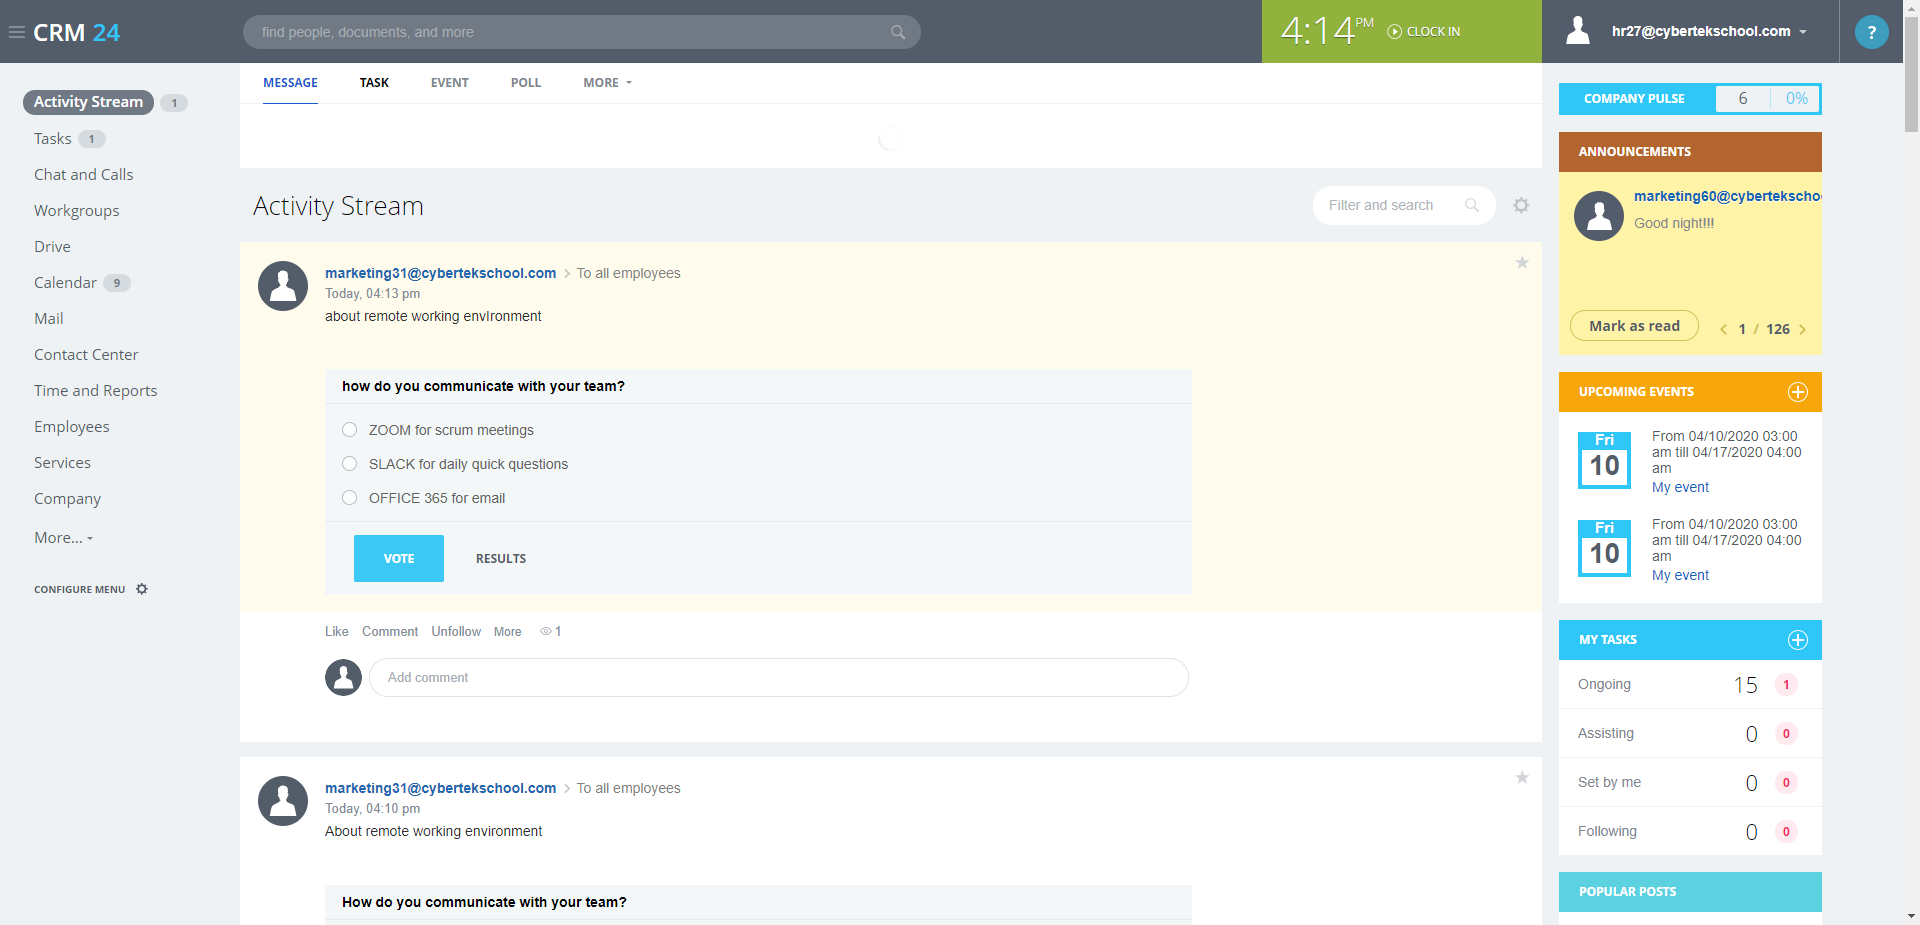 CRM 24
find people, documents, and more
4:14 PM
CLOCK IN
hr27@cybertekschool.com
?
Activity Stream 1
Tasks 1
Chat and Calls
Workgroups
Drive
Calendar 9
Mail
Contact Center
Time and Reports
Employees
Services
Company
More...
CONFIGURE MENU
MESSAGE TASK EVENT POLL MORE
Activity Stream
Filter and search
marketing31@cybertekschool.com > To all employees
Today, 04:13 pm
about remote working envIronment
how do you communicate with your team?
ZOOM for scrum meetings
SLACK for daily quick questions
OFFICE 365 for email
VOTE RESULTS
Like Comment Unfollow More 1
Add comment
marketing31@cybertekschool.com > To all employees
Today, 04:10 pm
About remote working environment
How do you communicate with your team?
COMPANY PULSE 6 0%
ANNOUNCEMENTS
marketing60@cybertekscho
Good night!!!
Mark as read < 1 / 126 >
UPCOMING EVENTS
Fri
10
From 04/10/2020 03:00
am till 04/17/2020 04:00
am
My event
Fri
10
From 04/10/2020 03:00
am till 04/17/2020 04:00
am
My event
MY TASKS
Ongoing 15 1
Assisting 0 0
Set by me 0 0
Following 0 0
POPULAR POSTS